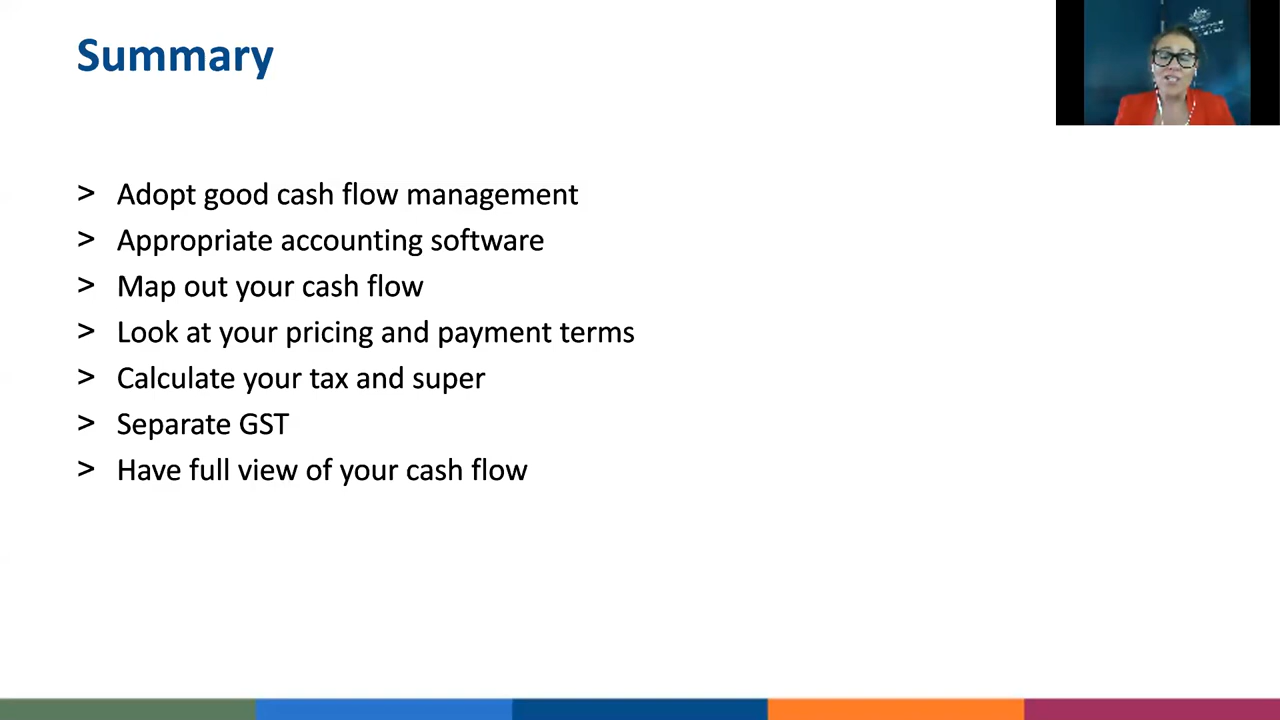 Summary
> Adopt good cash flow management
> Appropriate accounting software
> Map out your cash flow
> Look at your pricing and payment terms
> Calculate your tax and super
> Separate GST
> Have full view of your cash flow